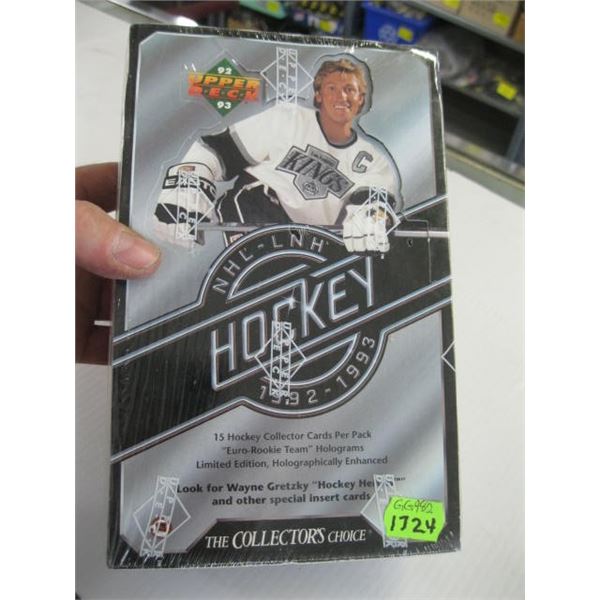 92
UPPER
DECK
93
KINGS
C
EASTON
NHL-LNH
HOCKEY
1992-1993
15 Hockey Collector Cards Per Pack
"Euro-Rookie Team" Holograms
Limited Edition, Holographically Enhanced
Look for Wayne Gretzky "Hockey
and other special insert cards
THE COLLECTOR'S CHOICE
GG982
1724